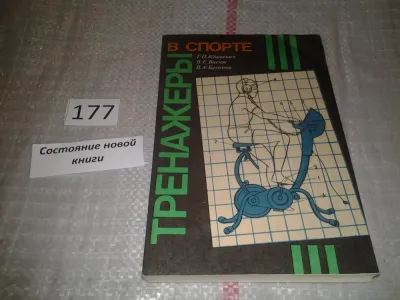 177
Состояние новой
книги
ТРЕНАЖЕРЫ
В СПОРТЕ